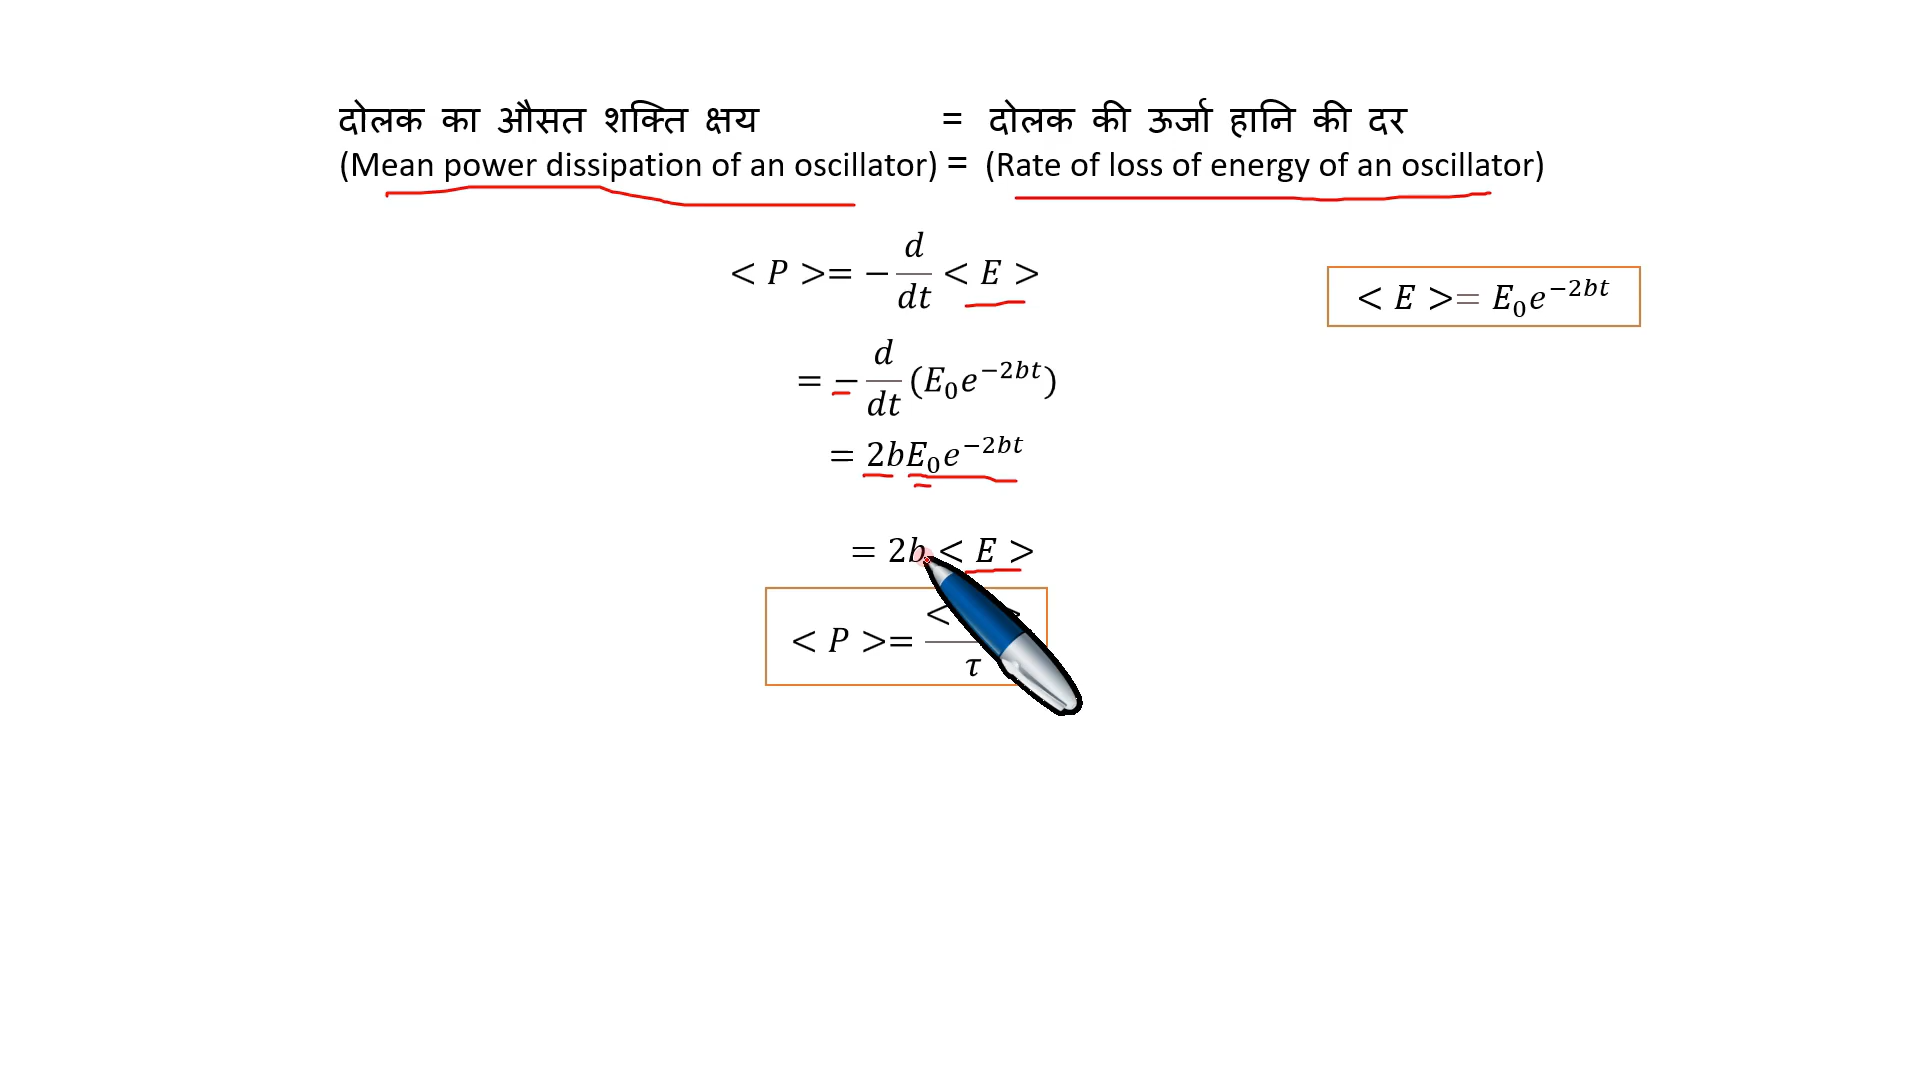 दोलक का औसत शक्ति क्षय = दोलक की ऊर्जा हानि की दर
(Mean power dissipation of an oscillator) = (Rate of loss of energy of an oscillator)
< P >= − d/dt < E >
< E >= E₀e^{−2bt}
= − d/dt (E₀e^{−2bt})
= 2bE₀e^{−2bt}
= 2b < E >
< P >= < / τ